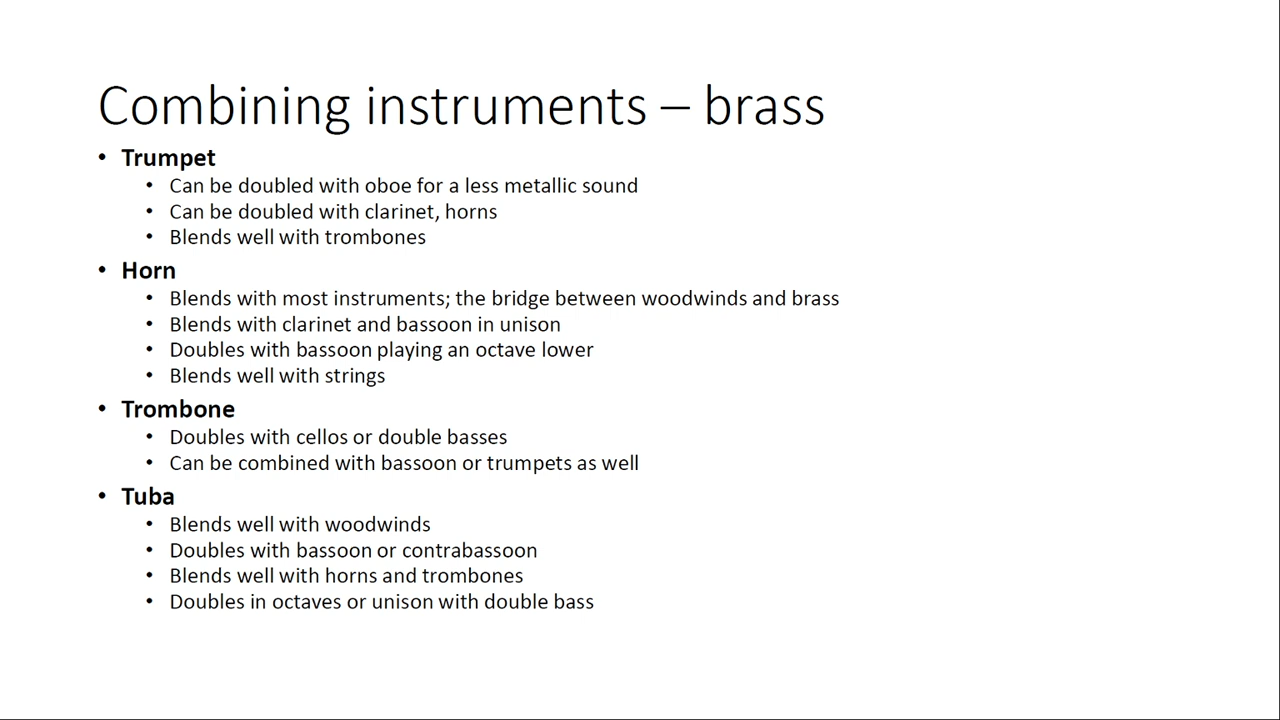 Combining instruments – brass
• Trumpet
• Can be doubled with oboe for a less metallic sound
• Can be doubled with clarinet, horns
• Blends well with trombones
• Horn
• Blends with most instruments; the bridge between woodwinds and brass
• Blends with clarinet and bassoon in unison
• Doubles with bassoon playing an octave lower
• Blends well with strings
• Trombone
• Doubles with cellos or double basses
• Can be combined with bassoon or trumpets as well
• Tuba
• Blends well with woodwinds
• Doubles with bassoon or contrabassoon
• Blends well with horns and trombones
• Doubles in octaves or unison with double bass